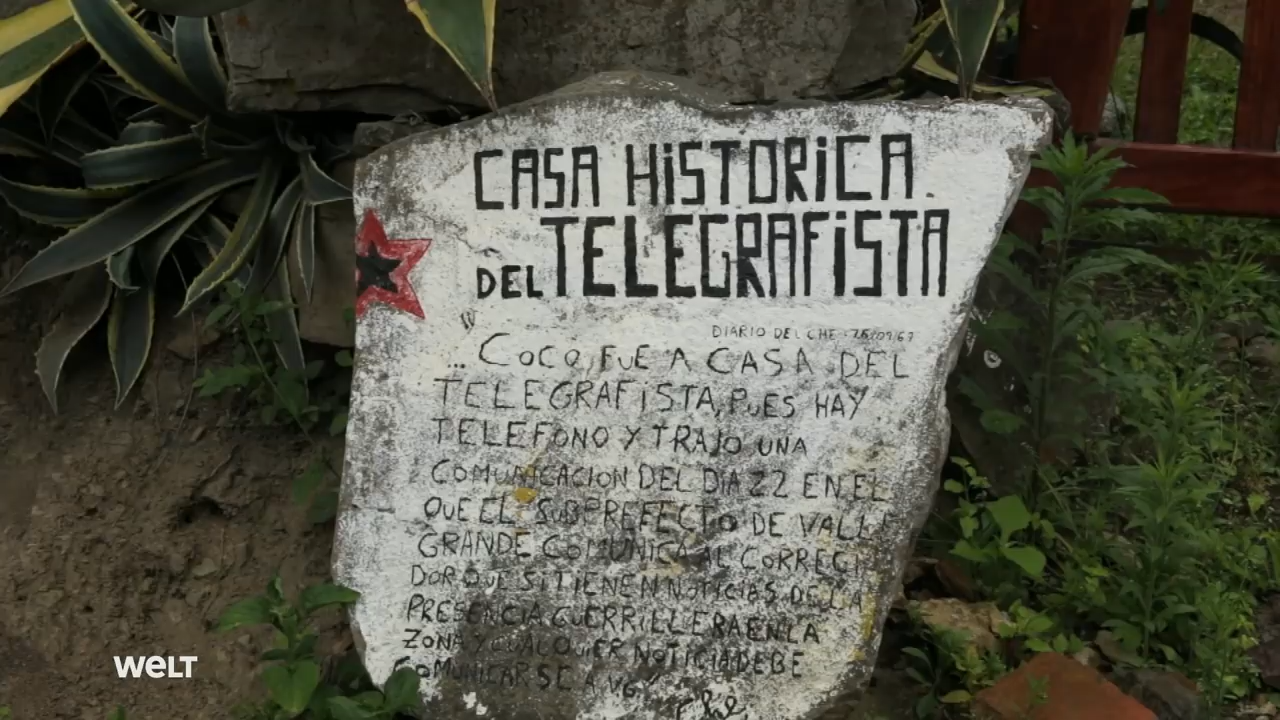 CASA HiSTORiCA
DEL TELEGRAFiSTA
DIARIO DEL CHE
"... COCO, FUE A CASA DEL
TELEGRAFiSTA, PUES HAY
TELEFONO Y TRAJO UNA
COMUNICACION DEL DIA 22 EN EL
QUE EL SUBPREFECTO DE VALLE
GRANDE COMUNICA AL CORREGI
DOR QUE SI TIENEN NOTICIAS DE LA
PRESENCIA GUERRILLERA EN LA
ZONA Y CUALQUIER NOTICIA DEBE
COMUNICARSE A V.G.
Che
WELT